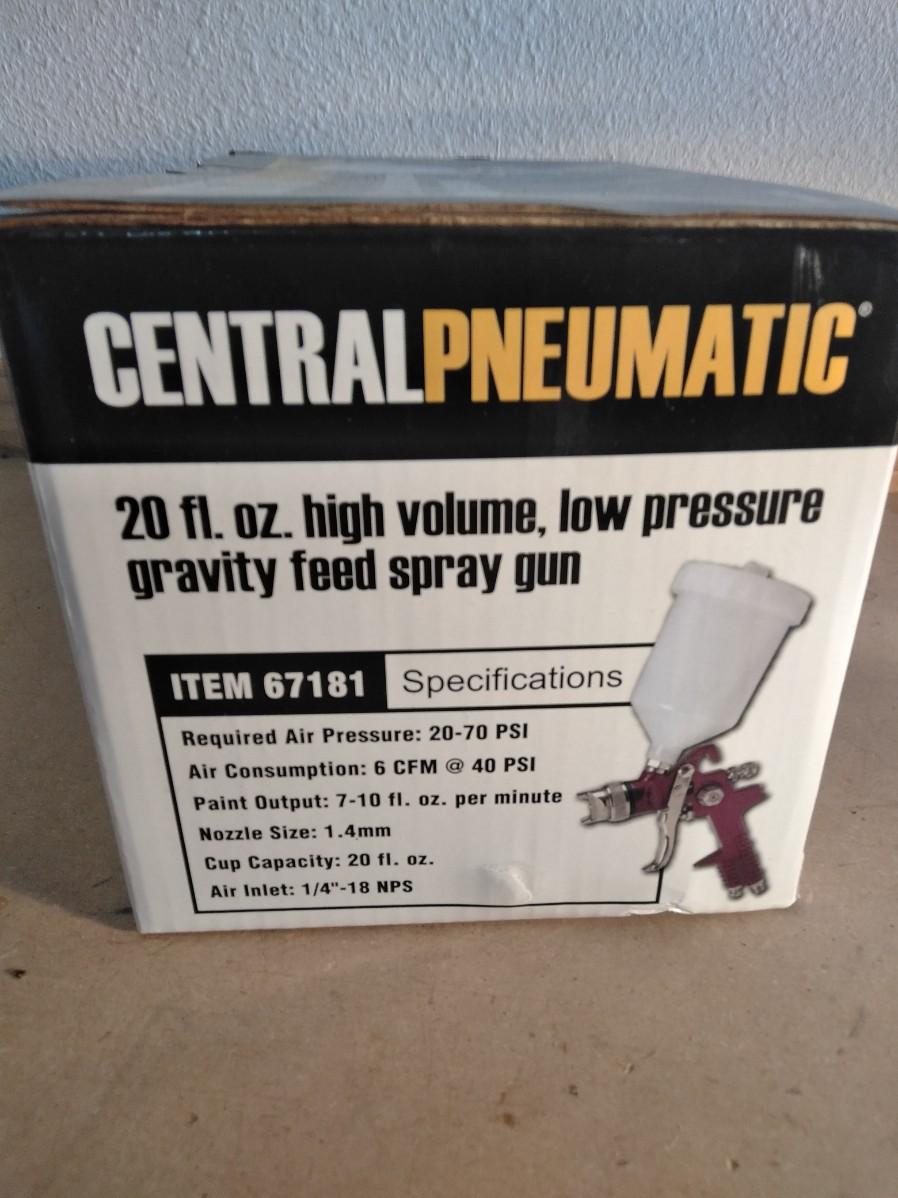 CENTRALPNEUMATIC®
20 fl. oz. high volume, low pressure
gravity feed spray gun
ITEM 67181 Specifications
Required Air Pressure: 20-70 PSI
Air Consumption: 6 CFM @ 40 PSI
Paint Output: 7-10 fl. oz. per minute
Nozzle Size: 1.4mm
Cup Capacity: 20 fl. oz.
Air Inlet: 1/4"-18 NPS